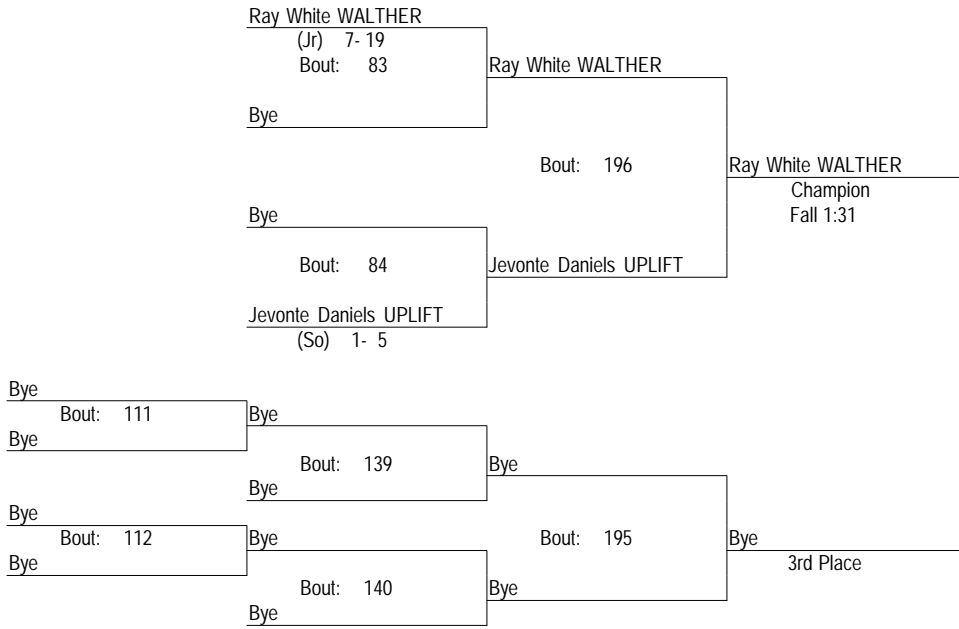 Ray White WALTHER
(Jr) 7- 19
Bout: 83
Ray White WALTHER
Bye
Bout: 196
Ray White WALTHER
Champion
Fall 1:31
Bye
Bout: 84
Jevonte Daniels UPLIFT
Jevonte Daniels UPLIFT
(So) 1- 5
Bye
Bout: 111
Bye
Bye
Bout: 139
Bye
Bye
Bye
Bout: 112
Bye
Bout: 195
Bye
Bye
3rd Place
Bout: 140
Bye
Bye